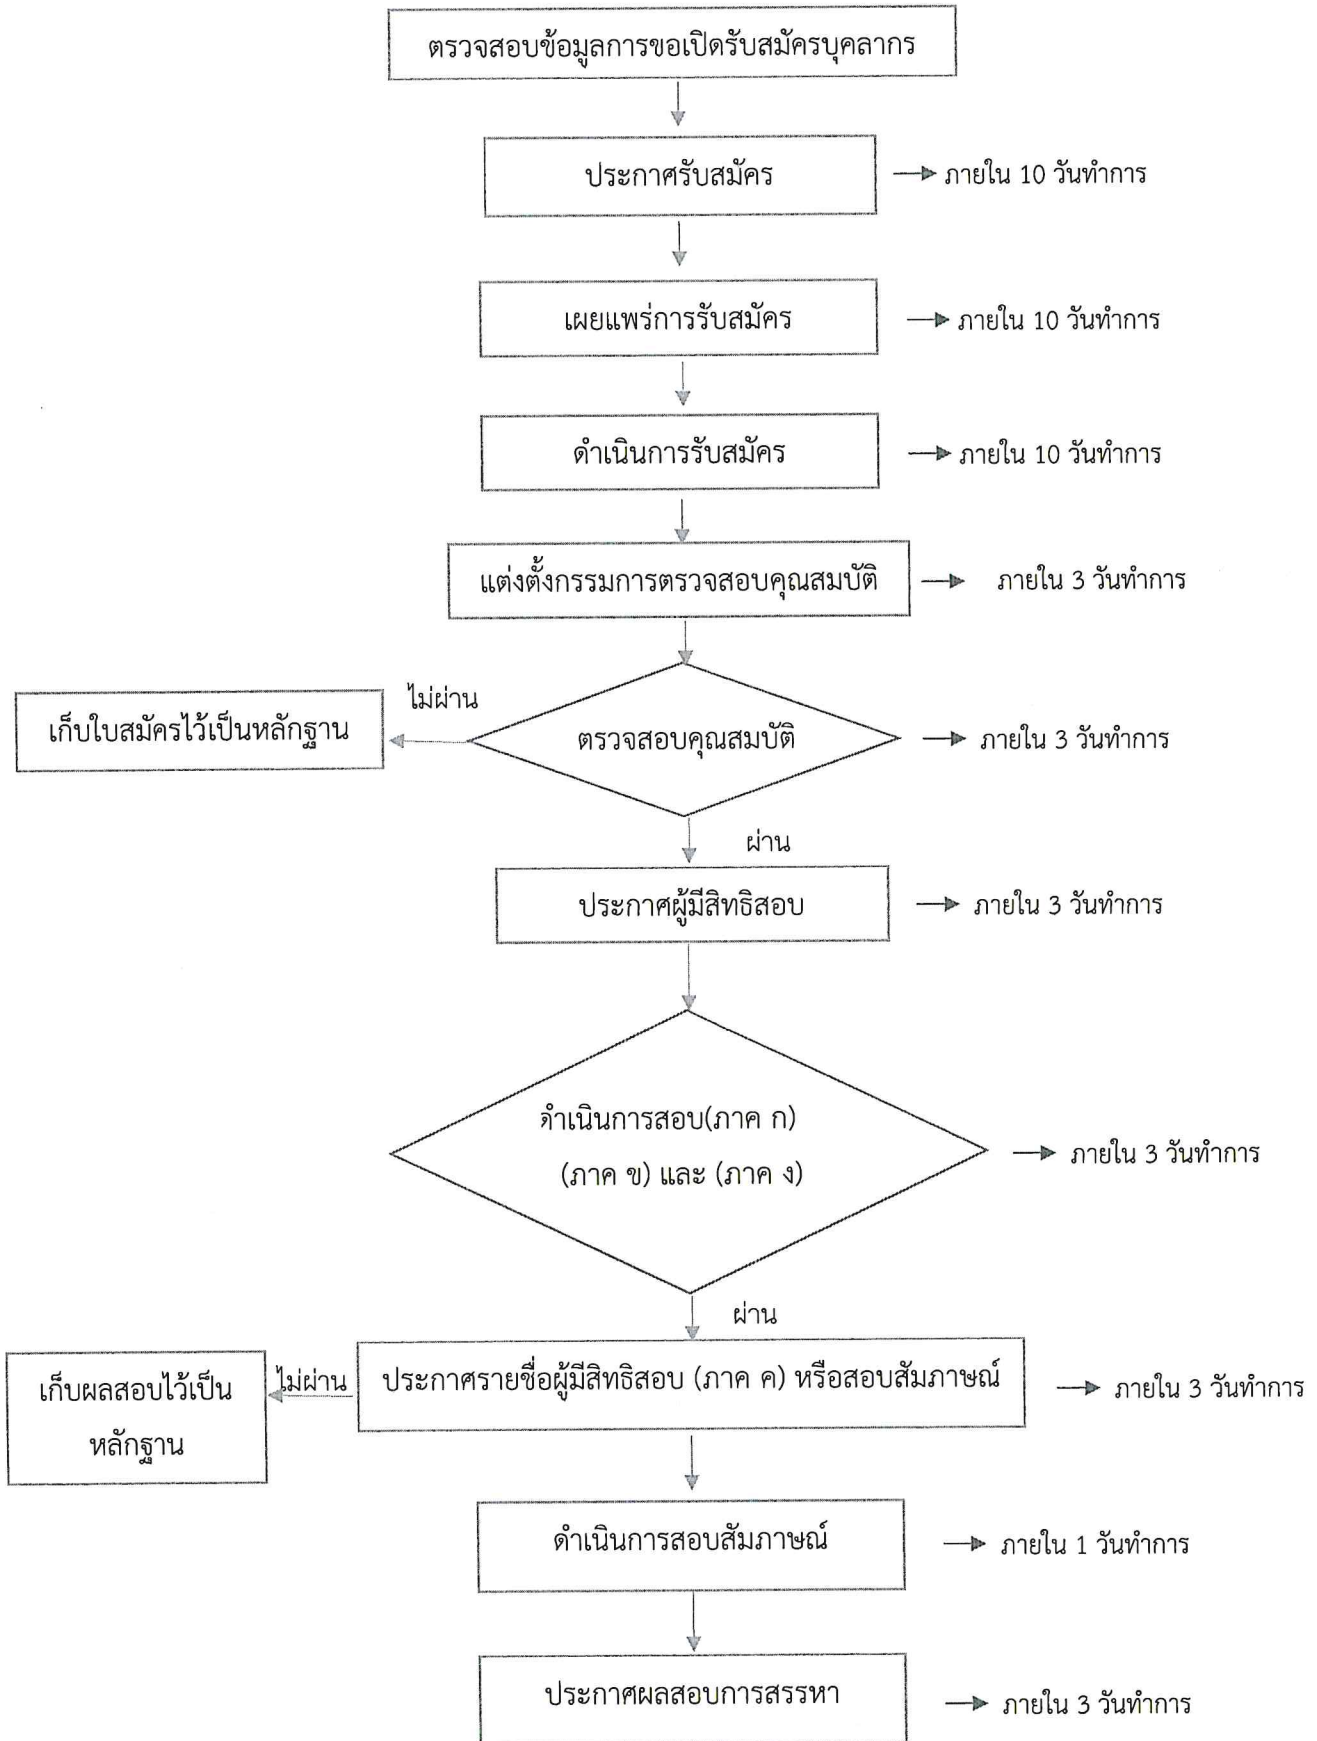 ตรวจสอบข้อมูลการขอเปิดรับสมัครบุคลากร
ประกาศรับสมัคร
ภายใน 10 วันทำการ
เผยแพร่การรับสมัคร
ภายใน 10 วันทำการ
ดำเนินการรับสมัคร
ภายใน 10 วันทำการ
แต่งตั้งกรรมการตรวจสอบคุณสมบัติ
ภายใน 3 วันทำการ
เก็บใบสมัครไว้เป็นหลักฐาน
ไม่ผ่าน
ตรวจสอบคุณสมบัติ
ภายใน 3 วันทำการ
ผ่าน
ประกาศผู้มีสิทธิสอบ
ภายใน 3 วันทำการ
ดำเนินการสอบ(ภาค ก)
(ภาค ข) และ (ภาค ง)
ภายใน 3 วันทำการ
ผ่าน
เก็บผลสอบไว้เป็น
หลักฐาน
ไม่ผ่าน
ประกาศรายชื่อผู้มีสิทธิสอบ (ภาค ค) หรือสอบสัมภาษณ์
ภายใน 3 วันทำการ
ดำเนินการสอบสัมภาษณ์
ภายใน 1 วันทำการ
ประกาศผลสอบการสรรหา
ภายใน 3 วันทำการ